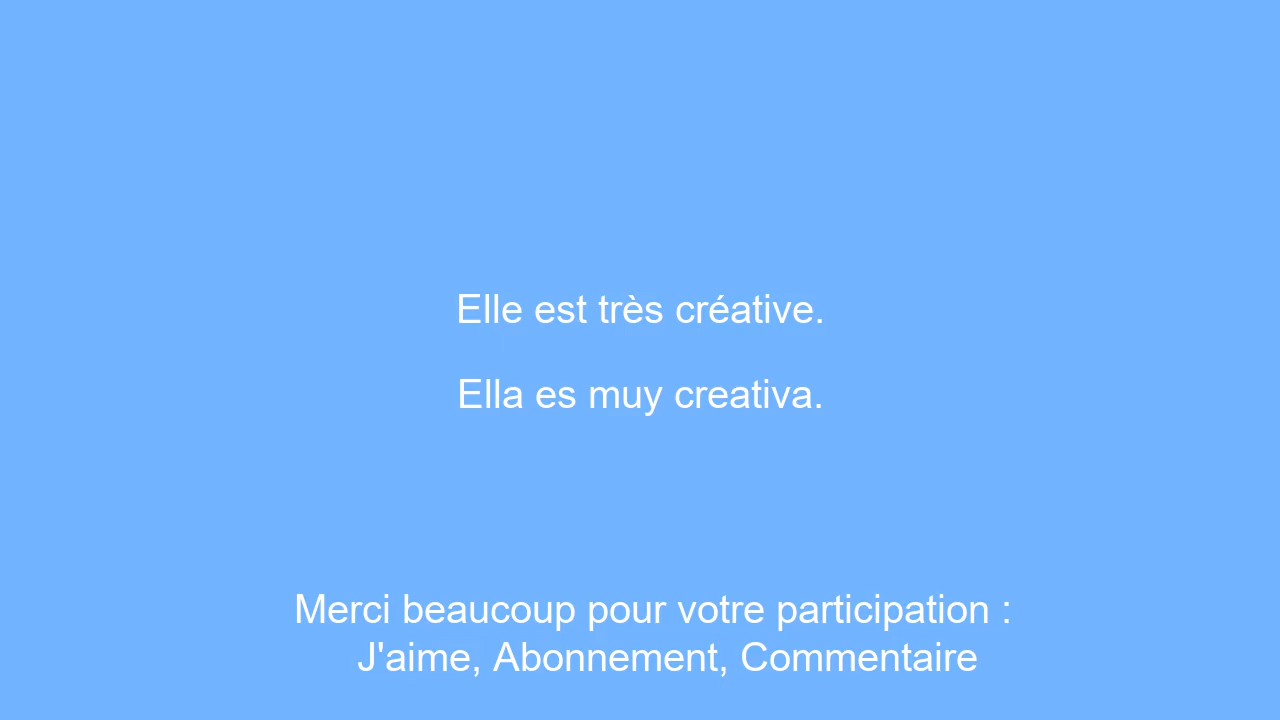 Elle est très créative.
Ella es muy creativa.
Merci beaucoup pour votre participation :
J'aime, Abonnement, Commentaire